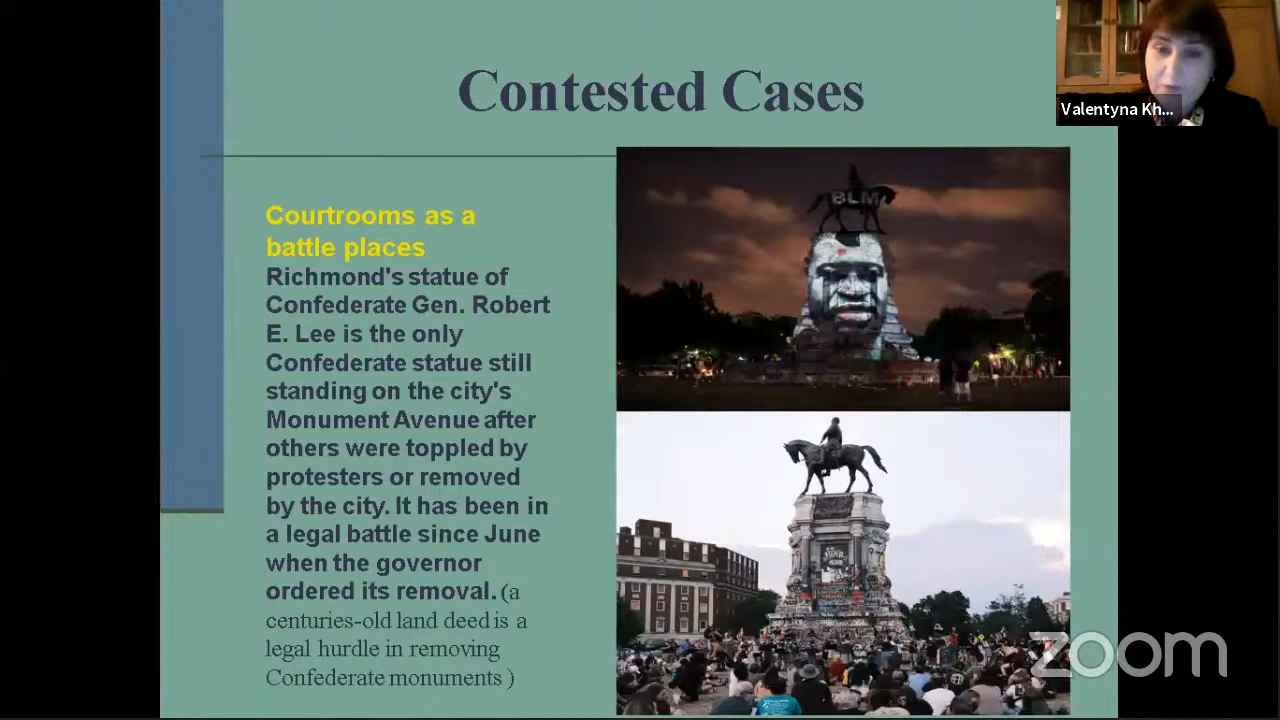 Contested Cases
Valentyna Kh...
Courtrooms as a
battle places
Richmond's statue of
Confederate Gen. Robert
E. Lee is the only
Confederate statue still
standing on the city's
Monument Avenue after
others were toppled by
protesters or removed
by the city. It has been in
a legal battle since June
when the governor
ordered its removal. (a
centuries-old land deed is a
legal hurdle in removing
Confederate monuments )
BLM
zoom